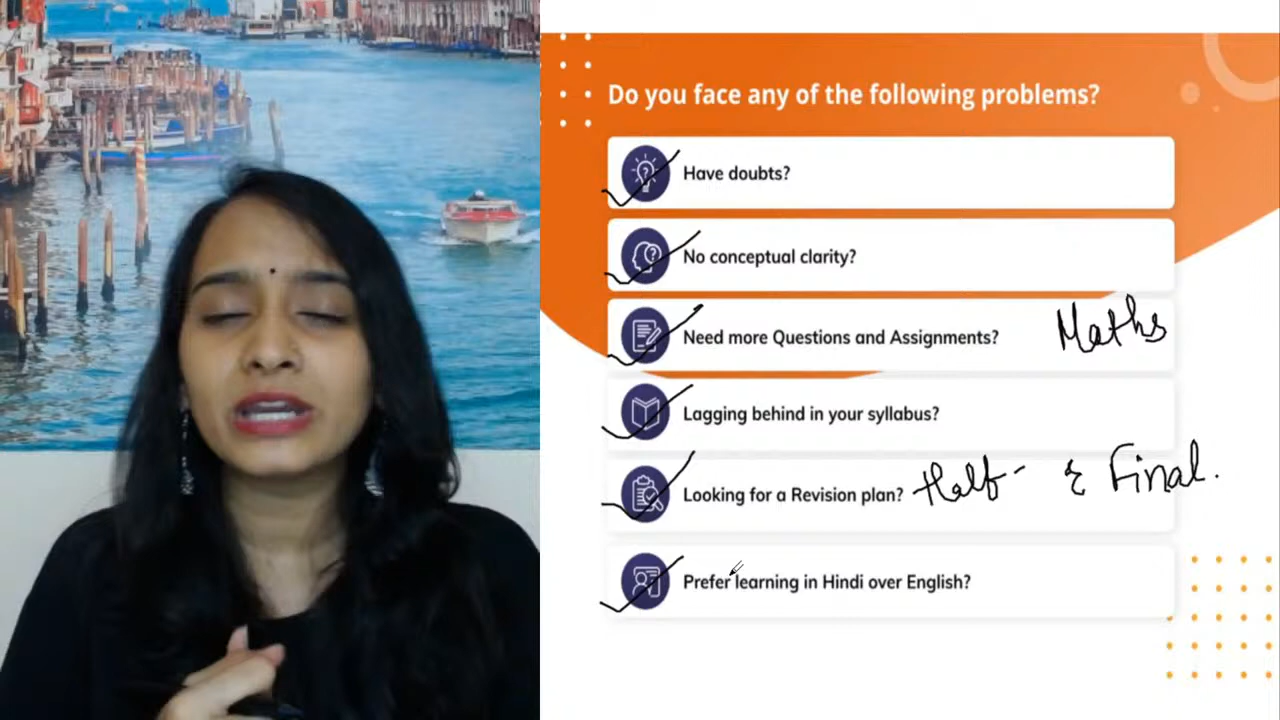 Do you face any of the following problems?
Have doubts?
No conceptual clarity?
Need more Questions and Assignments? Maths
Lagging behind in your syllabus?
Looking for a Revision plan? Half - & Final.
Prefer learning in Hindi over English?